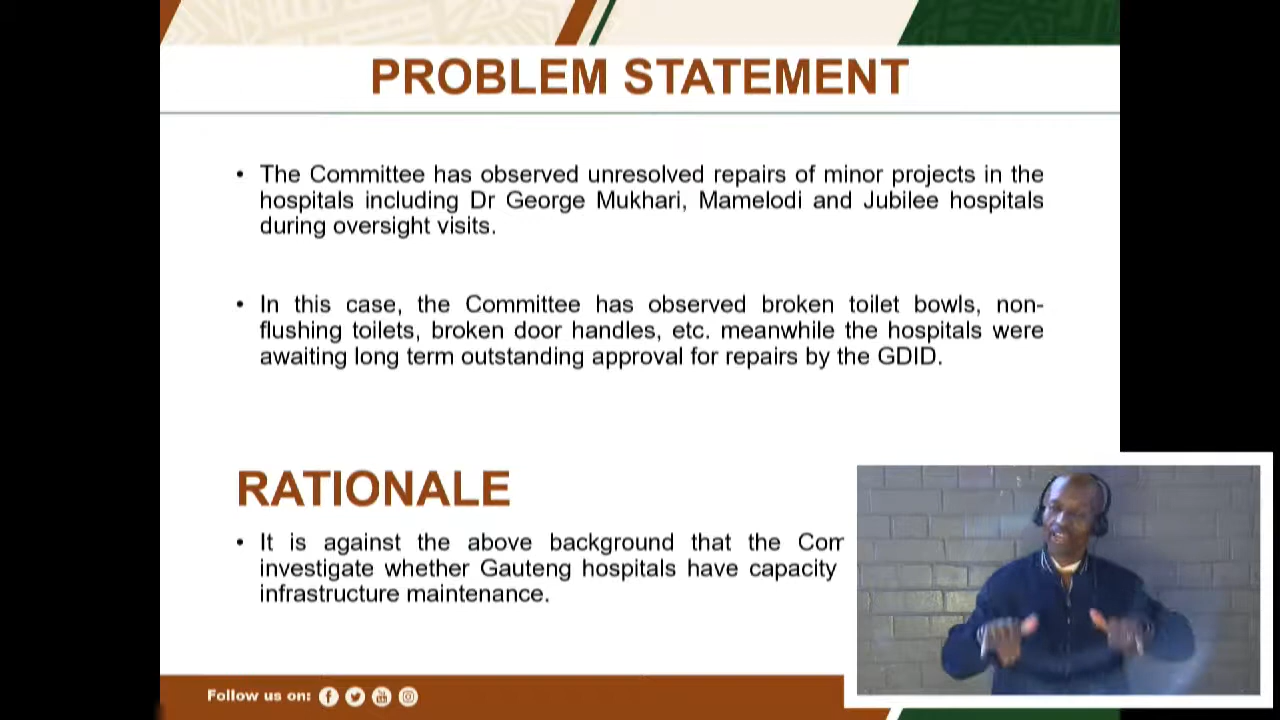 PROBLEM STATEMENT
• The Committee has observed unresolved repairs of minor projects in the
hospitals including Dr George Mukhari, Mamelodi and Jubilee hospitals
during oversight visits.
• In this case, the Committee has observed broken toilet bowls, non-
flushing toilets, broken door handles, etc. meanwhile the hospitals were
awaiting long term outstanding approval for repairs by the GDID.
RATIONALE
• It is against the above background that the
investigate whether Gauteng hospitals have capacity
infrastructure maintenance.
Follow us on: